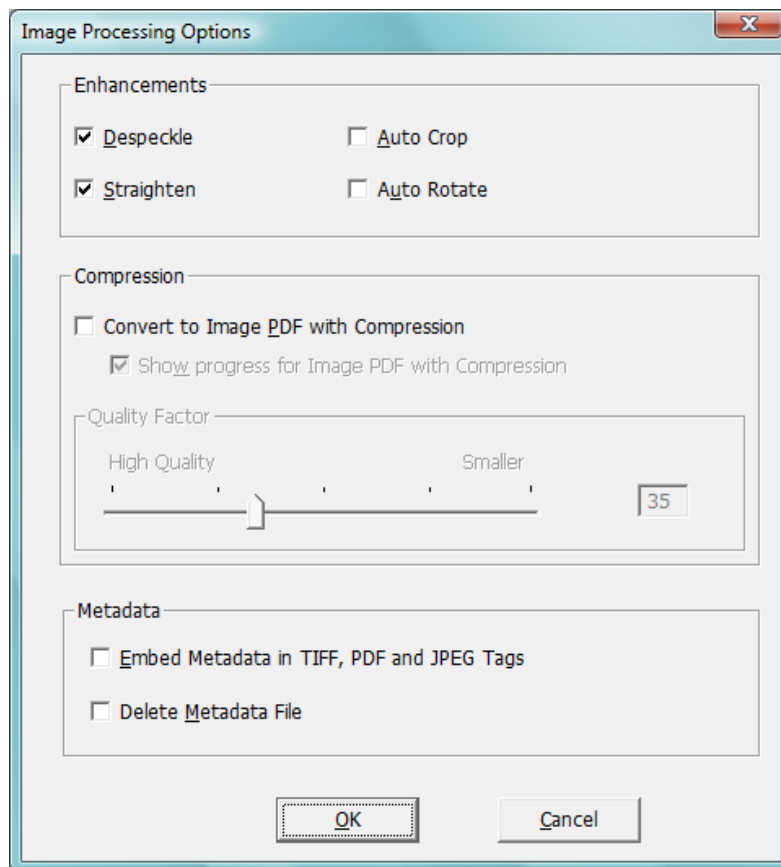 Image Processing Options
Enhancements
Despeckle Auto Crop
Straighten Auto Rotate
Compression
Convert to Image PDF with Compression
Show progress for Image PDF with Compression
Quality Factor
High Quality Smaller
35
Metadata
Embed Metadata in TIFF, PDF and JPEG Tags
Delete Metadata File
OK Cancel